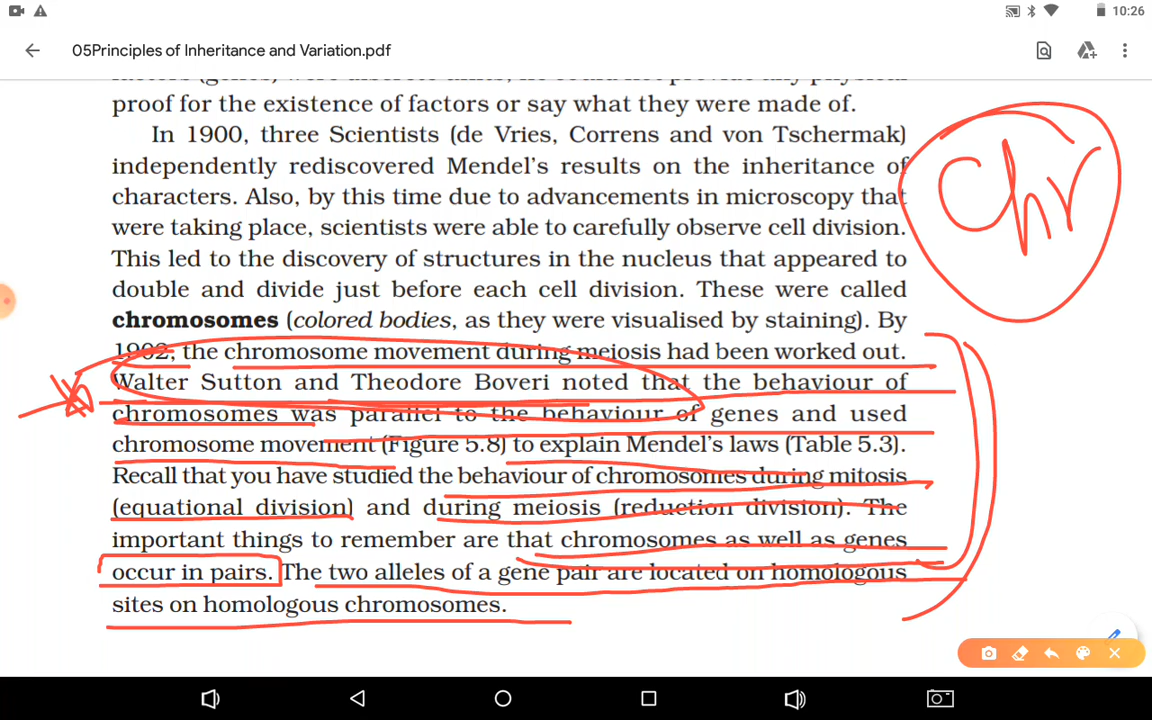 10:26
05Principles of Inheritance and Variation.pdf
proof for the existence of factors or say what they were made of.
In 1900, three Scientists (de Vries, Correns and von Tschermak)
independently rediscovered Mendel's results on the inheritance of
characters. Also, by this time due to advancements in microscopy that
were taking place, scientists were able to carefully observe cell division.
This led to the discovery of structures in the nucleus that appeared to
double and divide just before each cell division. These were called
chromosomes (colored bodies, as they were visualised by staining). By
1902, the chromosome movement during meiosis had been worked out.
Walter Sutton and Theodore Boveri noted that the behaviour of
chromosomes was parallel to the behaviour of genes and used
chromosome movement (Figure 5.8) to explain Mendel's laws (Table 5.3).
Recall that you have studied the behaviour of chromosomes during mitosis
(equational division) and during meiosis (reduction division). The
important things to remember are that chromosomes as well as genes
occur in pairs. The two alleles of a gene pair are located on homologous
sites on homologous chromosomes.
Chr